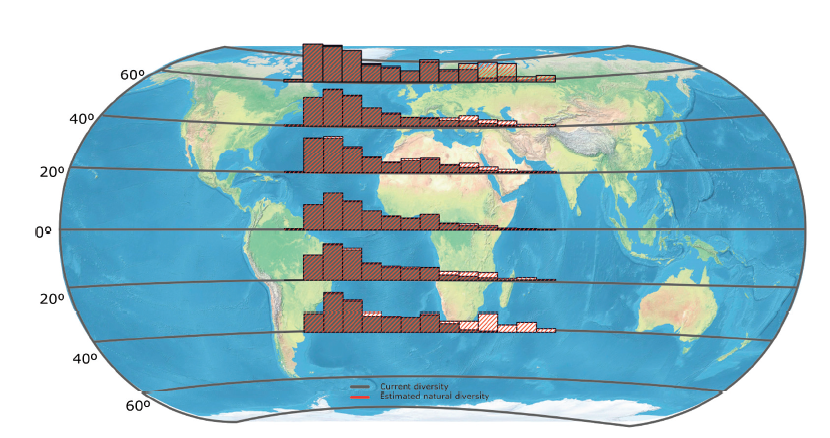 60º
40º
20º
0º
20º
40º
60º
Current diversity
Estimated natural diversity